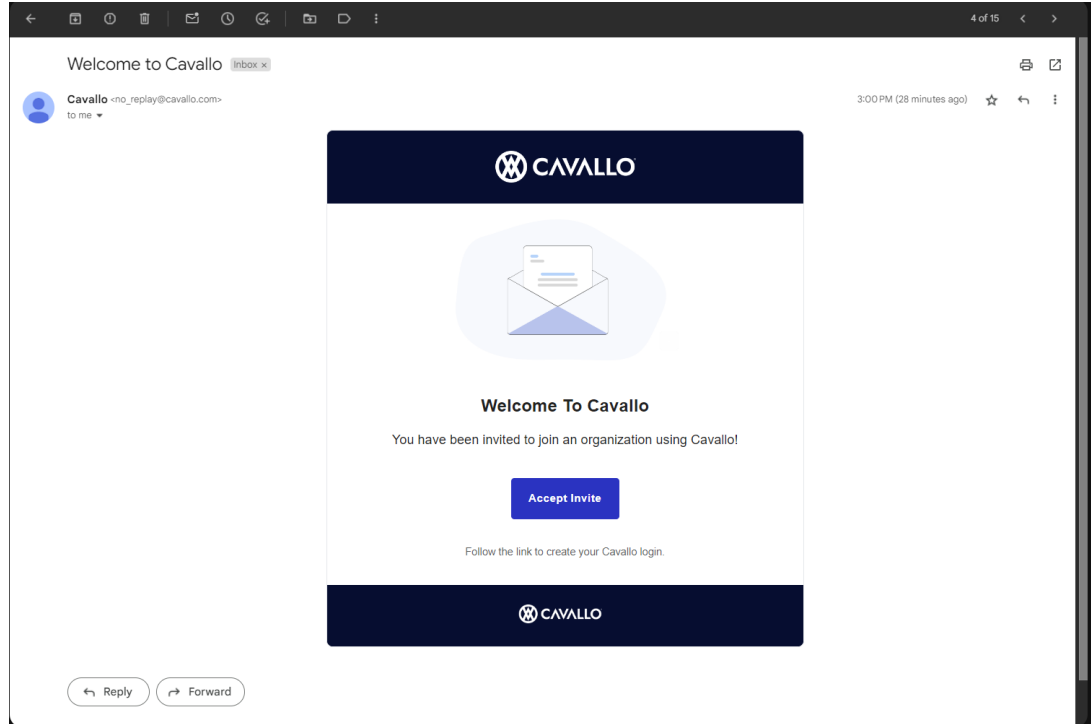 4 of 15
Welcome to Cavallo Inbox ×
Cavallo <no_replay@cavallo.com>
3:00 PM (28 minutes ago)
to me
CAVALLO
Welcome To Cavallo
You have been invited to join an organization using Cavallo!
Accept Invite
Follow the link to create your Cavallo login.
CAVALLO
Reply
Forward